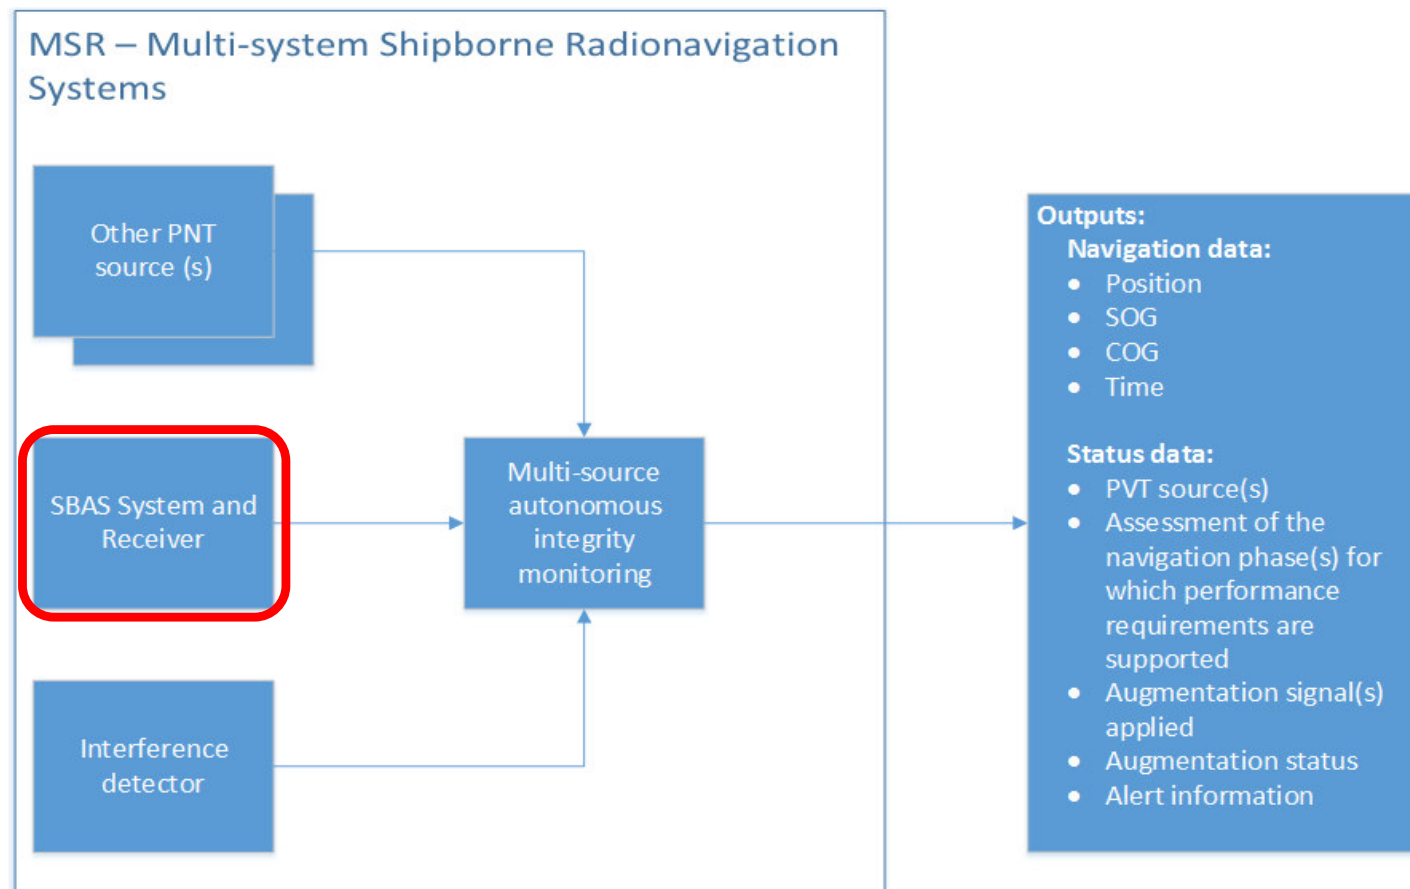 MSR – Multi-system Shipborne Radionavigation
Systems
Other PNT
source (s)
SBAS System and
Receiver
Interference
detector
Multi-source
autonomous
integrity
monitoring
Outputs:
Navigation data:
• Position
• SOG
• COG
• Time
Status data:
• PVT source(s)
• Assessment of the
navigation phase(s) for
which performance
requirements are
supported
• Augmentation signal(s)
applied
• Augmentation status
• Alert information